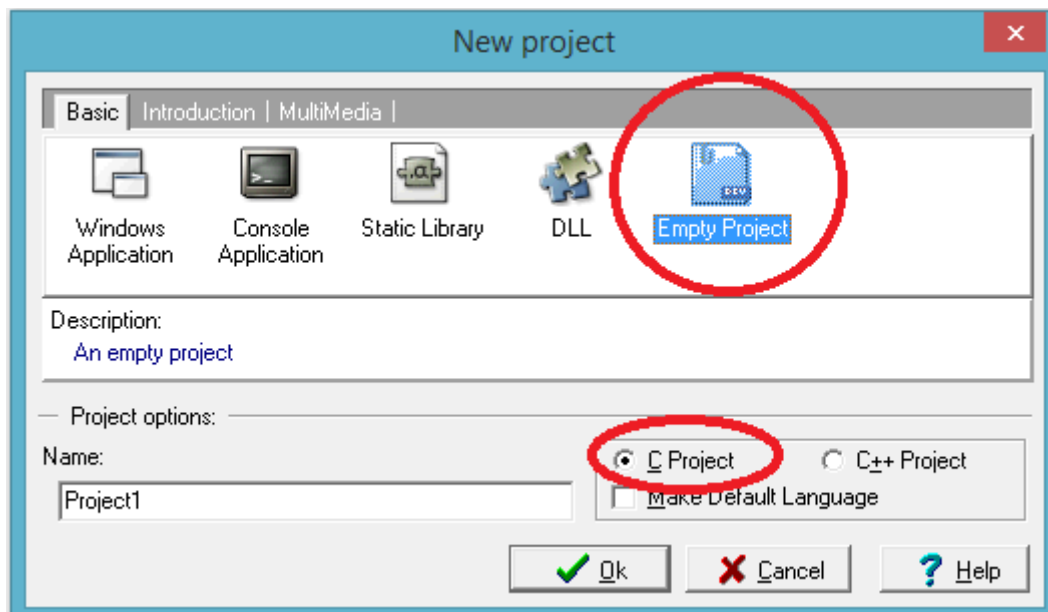 New project
Basic Introduction | MultiMedia |
Windows Application
Console Application
Static Library
DLL
DEV
Empty Project
Description:
An empty project
Project options:
Name:
Project1
C Project
C++ Project
Make Default Language
Ok
Cancel
Help